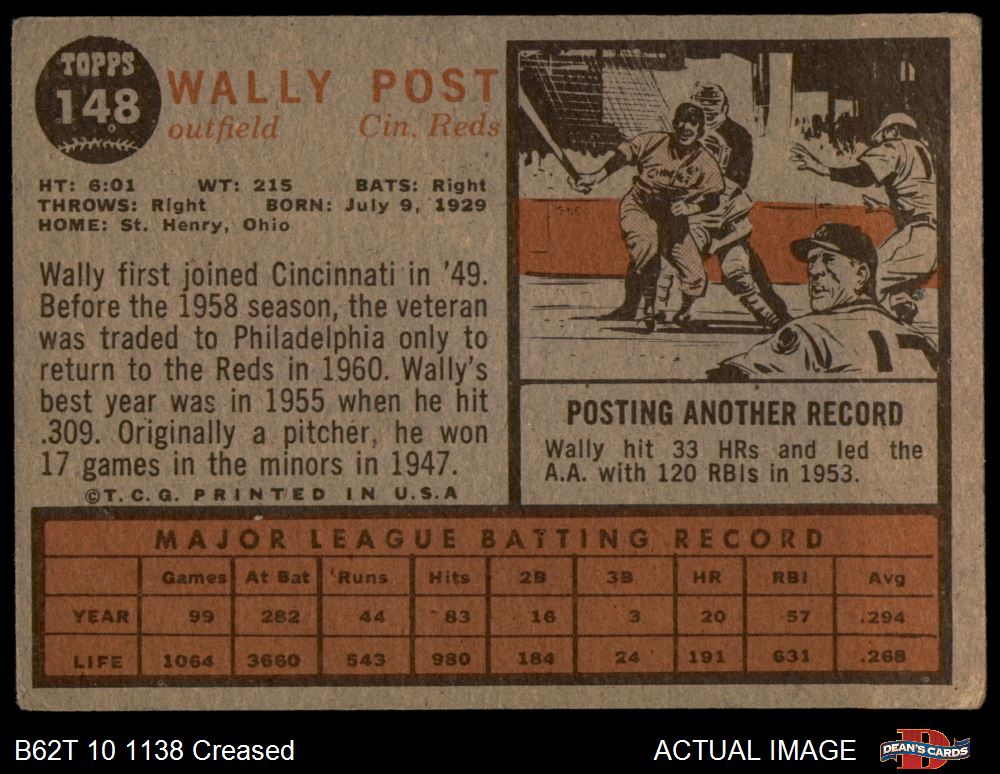 TOPPS
148
WALLY POST
outfield Cin. Reds
HT: 6:01 WT: 215 BATS: Right
THROWS: Right BORN: July 9, 1929
HOME: St. Henry, Ohio
Wally first joined Cincinnati in '49.
Before the 1958 season, the veteran
was traded to Philadelphia only to
return to the Reds in 1960. Wally's
best year was in 1955 when he hit
.309. Originally a pitcher, he won
17 games in the minors in 1947.
©T.C.G. PRINTED IN U.S.A
POSTING ANOTHER RECORD
Wally hit 33 HRs and led the
A.A. with 120 RBIs in 1953.
MAJOR LEAGUE BATTING RECORD
Games At Bat Runs Hits 2B 3B HR RBI Avg
YEAR 99 282 44 83 16 3 20 57 .294
LIFE 1064 3660 543 980 184 24 191 631 .268
B62T 10 1138 Creased
ACTUAL IMAGE
DEAN'S CARDS